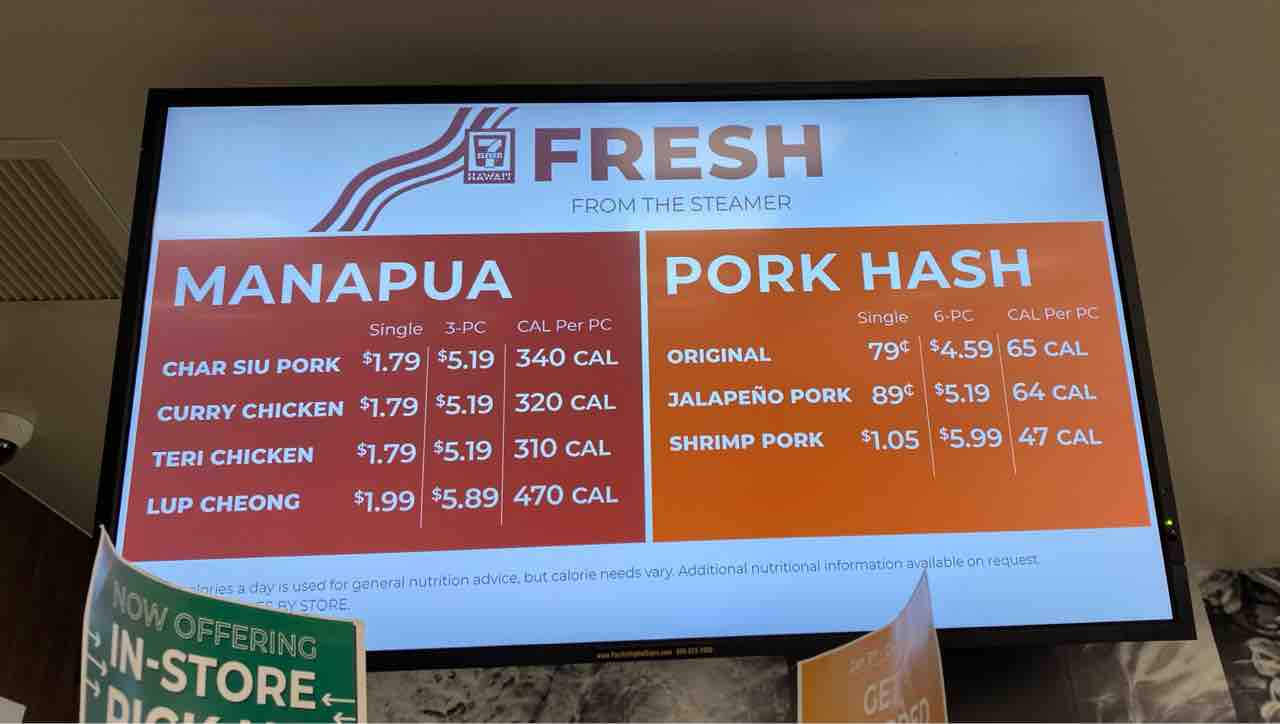 7
ELEVEN
HAWAII
FRESH
FROM THE STEAMER
MANAPUA
Single 3-PC CAL Per PC
CHAR SIU PORK $1.79 $5.19 340 CAL
CURRY CHICKEN $1.79 $5.19 320 CAL
TERI CHICKEN $1.79 $5.19 310 CAL
LUP CHEONG $1.99 $5.89 470 CAL
PORK HASH
Single 6-PC CAL Per PC
ORIGINAL 79¢ $4.59 65 CAL
JALAPEÑO PORK 89¢ $5.19 64 CAL
SHRIMP PORK $1.05 $5.99 47 CAL
a day is used for general nutrition advice, but calorie needs vary. Additional nutritional information available on request.
BY STORE.
NOW OFFERING
IN-STORE
GET